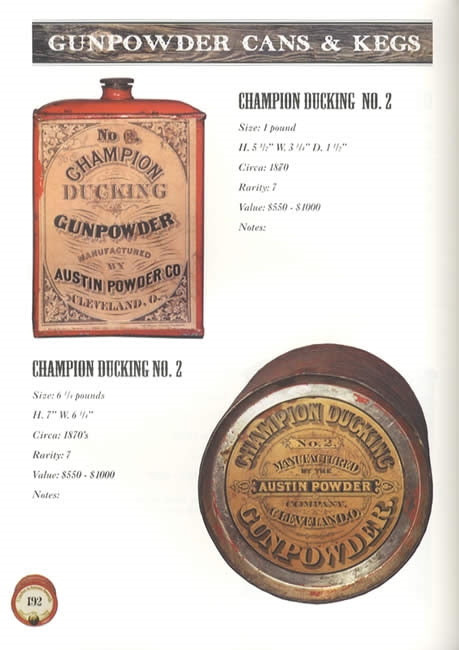 GUNPOWDER CANS & KEGS
CHAMPION DUCKING NO. 2
Size: 1 pound
H. 5 1/2" W. 3 3/4" D. 1 1/2"
Circa: 1870
Rarity: 7
Value: $550 - $1000
Notes:
No 2.
CHAMPION
DUCKING
GUNPOWDER
MANUFACTURED
BY
AUSTIN POWDER CO
CLEVELAND, O.
CHAMPION DUCKING NO. 2
Size: 6 1/4 pounds
H. 7" W. 6 1/4"
Circa: 1870's
Rarity: 7
Value: $550 - $1000
Notes:
CHAMPION DUCKING
No. 2.
MANUFACTURED
BY THE
AUSTIN POWDER
COMPANY,
CLEVELAND, O.
GUNPOWDER.
192